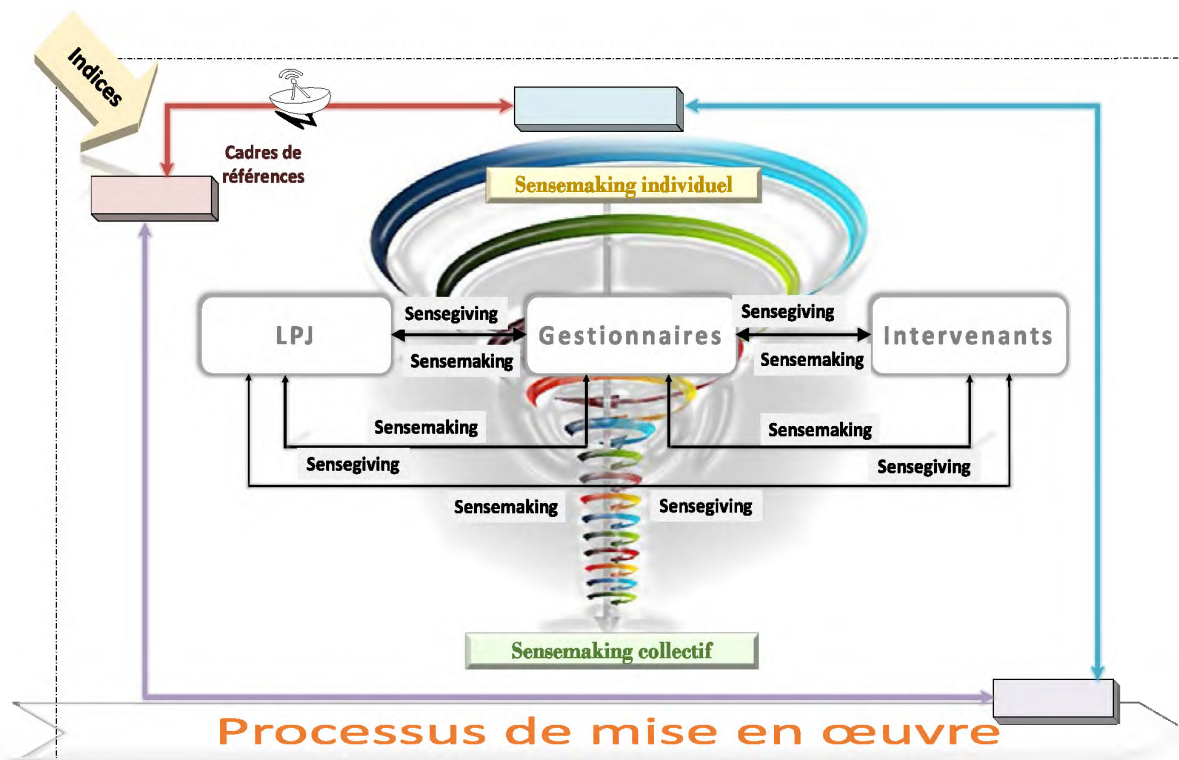 Indices
Cadres de
références
Sensemaking individuel
Sensegiving
Sensegiving
LPJ
Gestionnaires
Intervenants
Sensemaking
Sensemaking
Sensemaking
Sensemaking
Sensegiving
Sensegiving
Sensemaking
Sensegiving
Sensemaking collectif
Processus de mise en œuvre